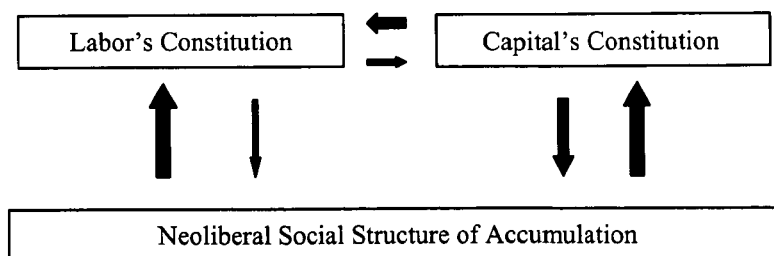 Labor's Constitution
Capital's Constitution
Neoliberal Social Structure of Accumulation